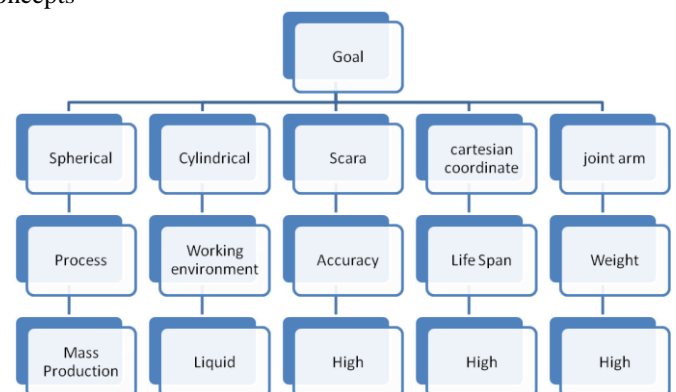 Goal
Spherical
Cylindrical
Scara
cartesian
coordinate
joint arm
Process
Working
environment
Accuracy
Life Span
Weight
Mass
Production
Liquid
High
High
High